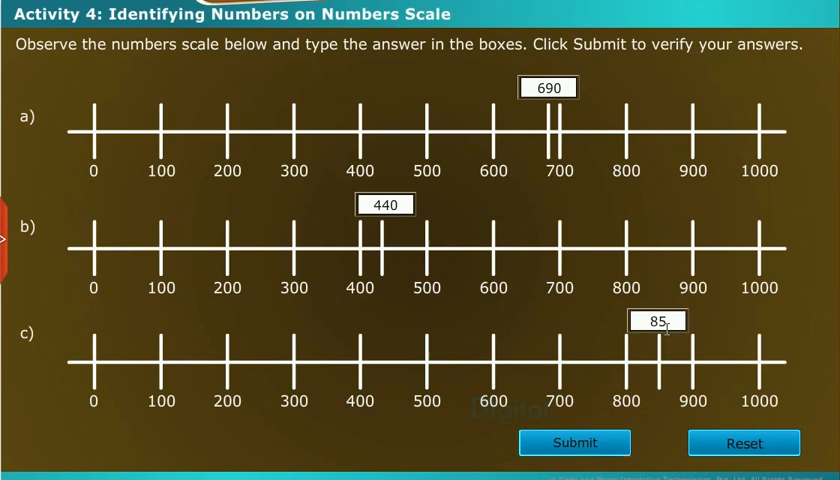 Activity 4: Identifying Numbers on Numbers Scale
Observe the numbers scale below and type the answer in the boxes. Click Submit to verify your answers.
690
a)
0 100 200 300 400 500 600 700 800 900 1000
440
b)
0 100 200 300 400 500 600 700 800 900 1000
85
c)
0 100 200 300 400 500 600 700 800 900 1000
Digital
Submit Reset